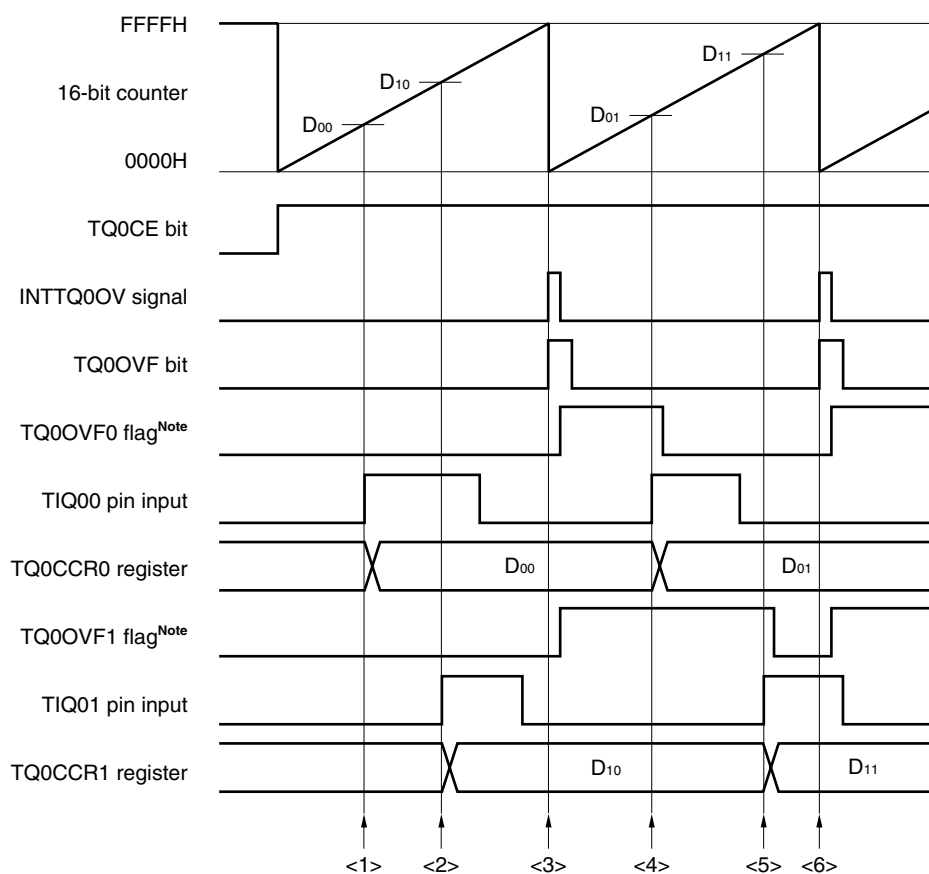 FFFFH
D11
D10
16-bit counter
D01
D00
0000H
TQ0CE bit
INTTQ0OV signal
TQ0OVF bit
TQ0OVF0 flagNote
TIQ00 pin input
TQ0CCR0 register D00 D01
TQ0OVF1 flagNote
TIQ01 pin input
TQ0CCR1 register D10 D11
<1> <2> <3> <4> <5> <6>